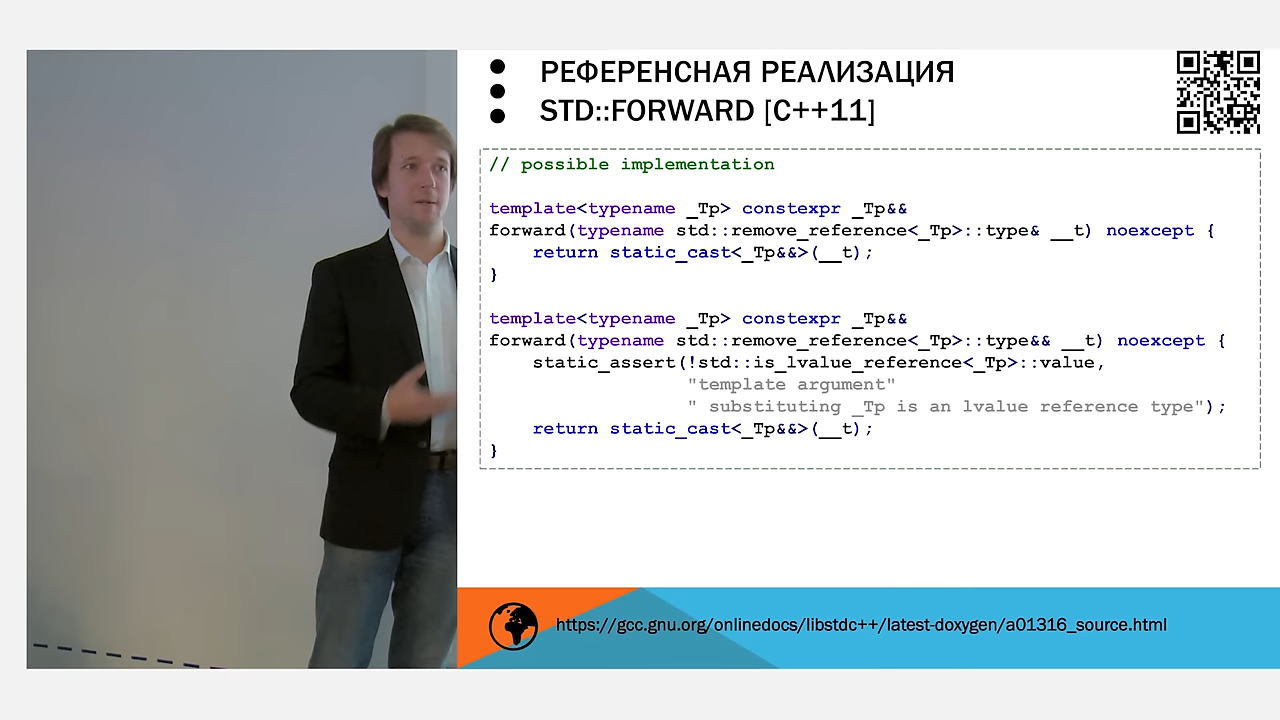 РЕФЕРЕНСНАЯ РЕАЛИЗАЦИЯ
STD::FORWARD [C++11]
// possible implementation
template<typename _Tp> constexpr _Tp&&
forward(typename std::remove_reference<_Tp>::type& __t) noexcept {
    return static_cast<_Tp&&>(__t);
}
template<typename _Tp> constexpr _Tp&&
forward(typename std::remove_reference<_Tp>::type&& __t) noexcept {
    static_assert(!std::is_lvalue_reference<_Tp>::value,
                  "template argument"
                  " substituting _Tp is an lvalue reference type");
    return static_cast<_Tp&&>(__t);
}
https://gcc.gnu.org/onlinedocs/libstdc++/latest-doxygen/a01316_source.html